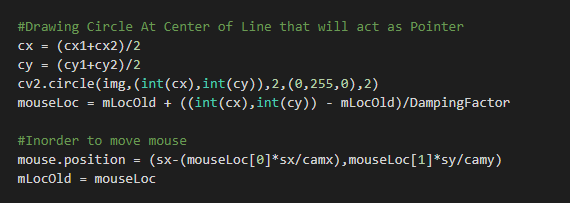 #Drawing Circle At Center of Line that will act as Pointer
cx = (cx1+cx2)/2
cy = (cy1+cy2)/2
cv2.circle(img,(int(cx),int(cy)),2,(0,255,0),2)
mouseLoc = mLocOld + ((int(cx),int(cy)) - mLocOld)/DampingFactor
#Inorder to move mouse
mouse.position = (sx-(mouseLoc[0]*sx/camx),mouseLoc[1]*sy/camy)
mLocOld = mouseLoc